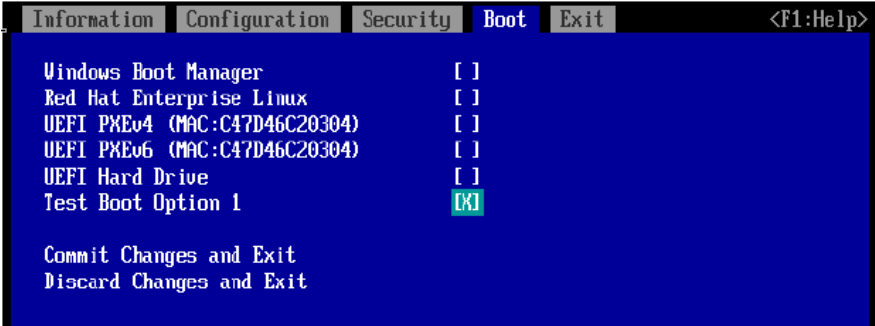 Information Configuration Security Boot Exit <F1:Help>
Windows Boot Manager [ ]
Red Hat Enterprise Linux [ ]
UEFI PXEv4 (MAC:C47D46C20304) [ ]
UEFI PXEv6 (MAC:C47D46C20304) [ ]
UEFI Hard Drive [ ]
Test Boot Option 1 [X]
Commit Changes and Exit
Discard Changes and Exit